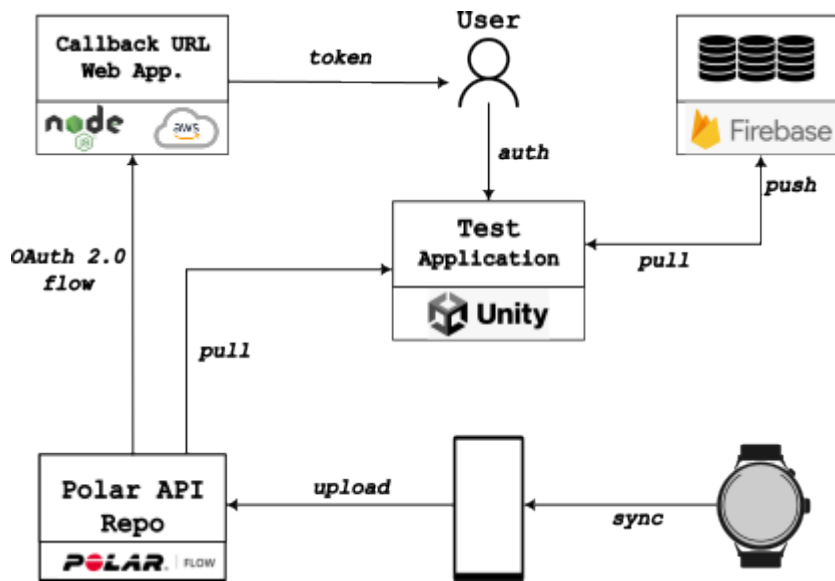 Callback URL
Web App.
node
JS
aws
token
User
Firebase
auth
push
OAuth 2.0
flow
Test
Application
pull
Unity
pull
Polar API
Repo
POLAR. | FLOW
upload
sync